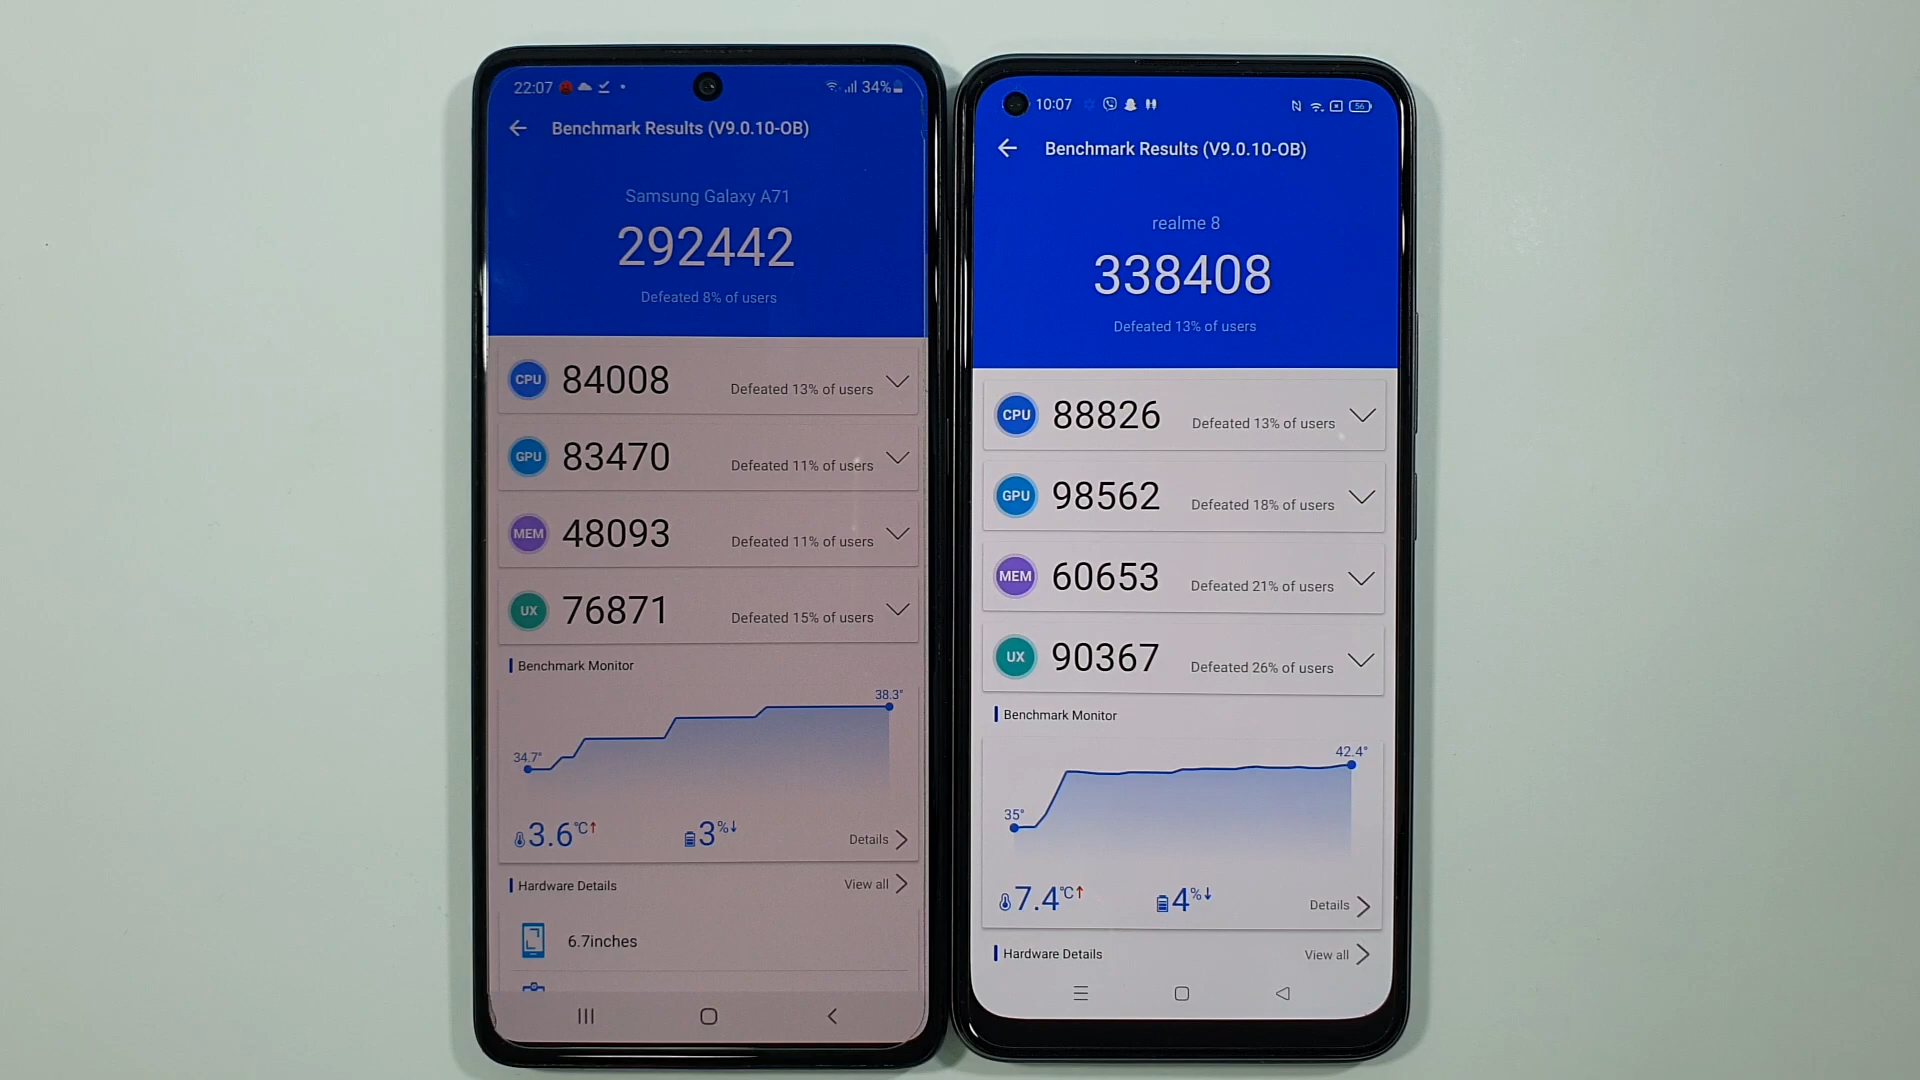 22:07 34%
Benchmark Results (V9.0.10-OB)
Samsung Galaxy A71
292442
Defeated 8% of users
CPU 84008 Defeated 13% of users
GPU 83470 Defeated 11% of users
MEM 48093 Defeated 11% of users
UX 76871 Defeated 15% of users
Benchmark Monitor
38.3°
34.7°
3.6℃↑ 3%↓ Details
Hardware Details View all
6.7inches
10:07 56
Benchmark Results (V9.0.10-OB)
realme 8
338408
Defeated 13% of users
CPU 88826 Defeated 13% of users
GPU 98562 Defeated 18% of users
MEM 60653 Defeated 21% of users
UX 90367 Defeated 26% of users
Benchmark Monitor
42.4°
35°
7.4℃↑ 4%↓ Details
Hardware Details View all